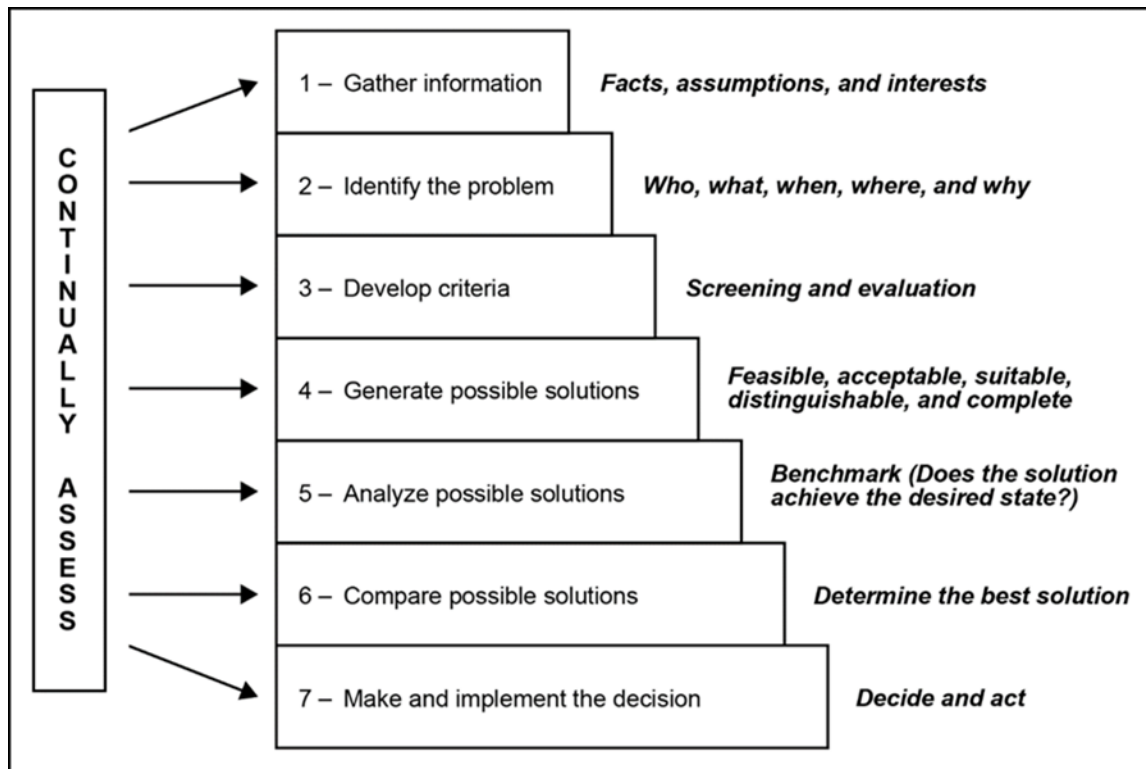 CONTINUALLY ASSESS
1 – Gather information
Facts, assumptions, and interests
2 – Identify the problem
Who, what, when, where, and why
3 – Develop criteria
Screening and evaluation
4 – Generate possible solutions
Feasible, acceptable, suitable,
distinguishable, and complete
5 – Analyze possible solutions
Benchmark (Does the solution
achieve the desired state?)
6 – Compare possible solutions
Determine the best solution
7 – Make and implement the decision
Decide and act